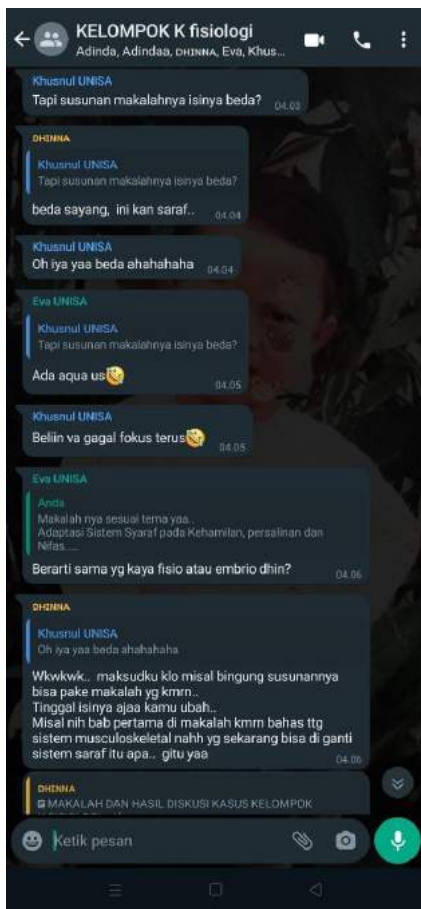 KELOMPOK K fisiologi
Adinda, Adindaa, DHINNA, Eva, Khus...
Khusnul UNISA
Tapi susunan makalahnya isinya beda?
04.03
DHINNA
Khusnul UNISA
Tapi susunan makalahnya isinya beda?
beda sayang, ini kan saraf..
04.04
Khusnul UNISA
Oh iya yaa beda ahahahaha
04.04
Eva UNISA
Khusnul UNISA
Tapi susunan makalahnya isinya beda?
Ada aqua us🤣
04.05
Khusnul UNISA
Beliin va gagal fokus terus🤣
04.05
Eva UNISA
Anda
Makalah nya sesuai tema yaa..
Adaptasi Sistem Syaraf pada Kehamilan, persalinan dan
Nifas....
Berarti sama yg kaya fisio atau embrio dhin?
04.06
DHINNA
Khusnul UNISA
Oh iya yaa beda ahahahaha
Wkwkwk.. maksudku klo misal bingung susunannya
bisa pake makalah yg kmrn..
Tinggal isinya ajaa kamu ubah..
Misal nih bab pertama di makalah kmrn bahas ttg
sistem musculoskeletal nahh yg sekarang bisa di ganti
sistem saraf itu apa.. gitu yaa
04.06
DHINNA
MAKALAH DAN HASIL DISKUSI KASUS KELOMPOK
Ketik pesan